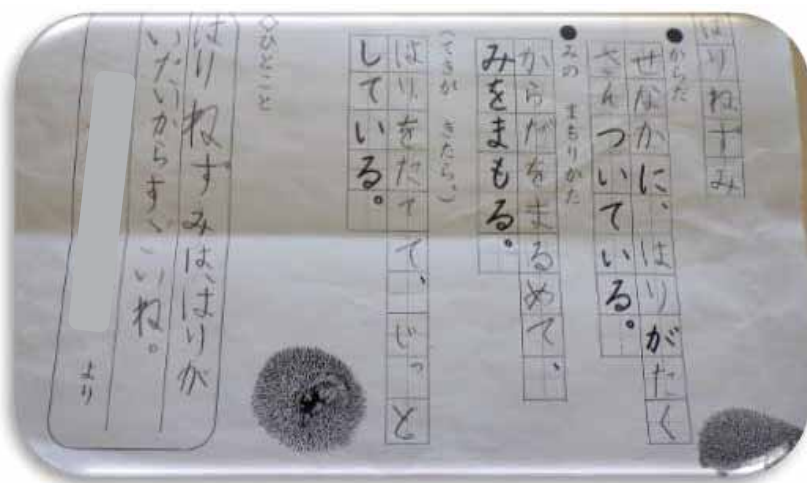 はりねずみ
●からだ
せなかに、はりがたく
さんついている。
●みの まもりかた
からだをまるめて、
みをまもる。
(てきが きたら、)
はりをたてて、じっと
している。
◇ひとこと
はりねずみは、はりが
いたいからすごいね。
より